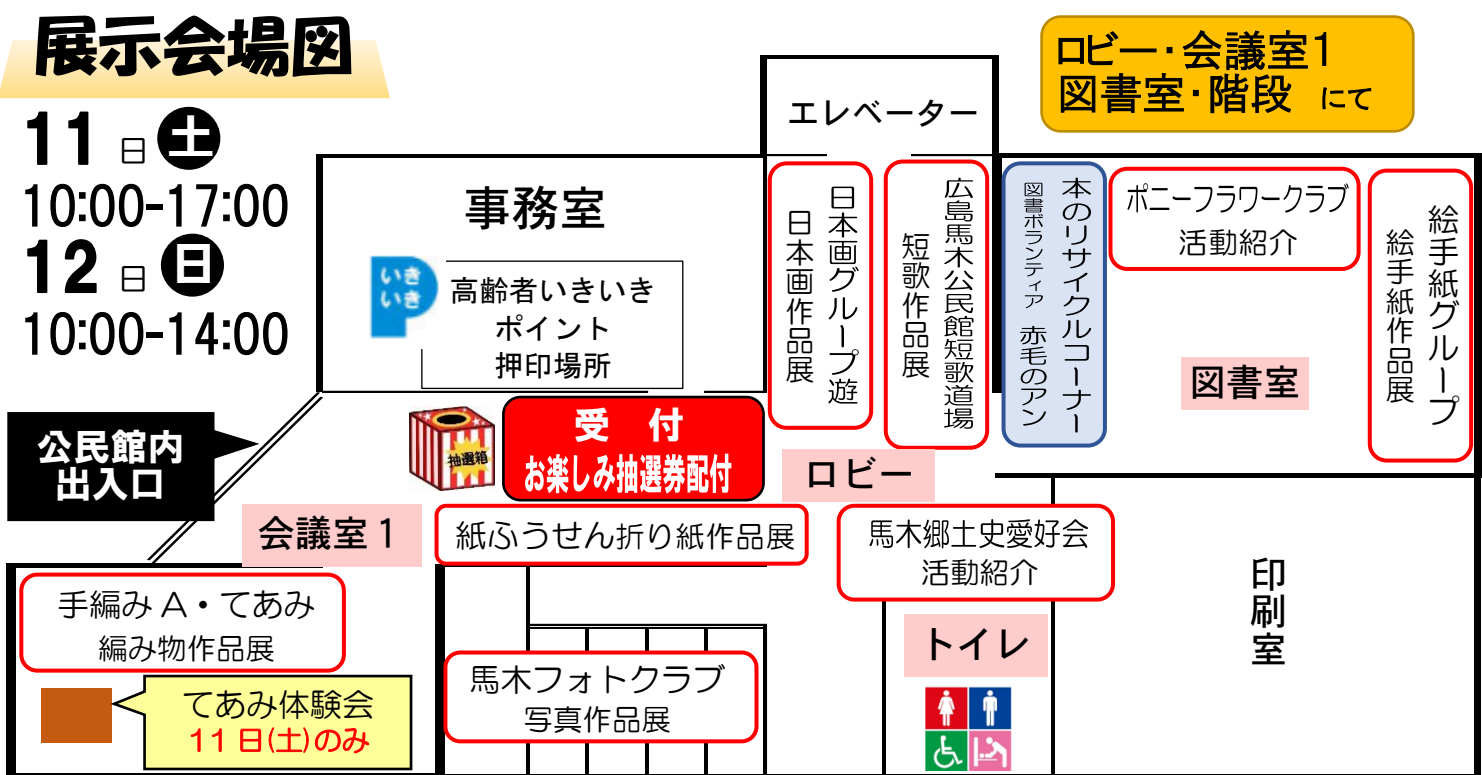 展示会場図
11日土
10:00-17:00
12日日
10:00-14:00
ロビー・会議室1
図書室・階段 にて
エレベーター
事務室
いき
いき
高齢者いきいき
ポイント
押印場所
日本画グループ遊
日本画作品展
広島馬木公民館短歌道場
短歌作品展
本のリサイクルコーナー
図書ボランティア 赤毛のアン
ポニーフラワークラブ
活動紹介
絵手紙グループ
絵手紙作品展
図書室
公民館内
出入口
抽選箱
受 付
お楽しみ抽選券配付
ロビー
会議室1
紙ふうせん折り紙作品展
馬木郷土史愛好会
活動紹介
手編みA・てあみ
編み物作品展
てあみ体験会
11日(土)のみ
馬木フォトクラブ
写真作品展
トイレ
印刷室